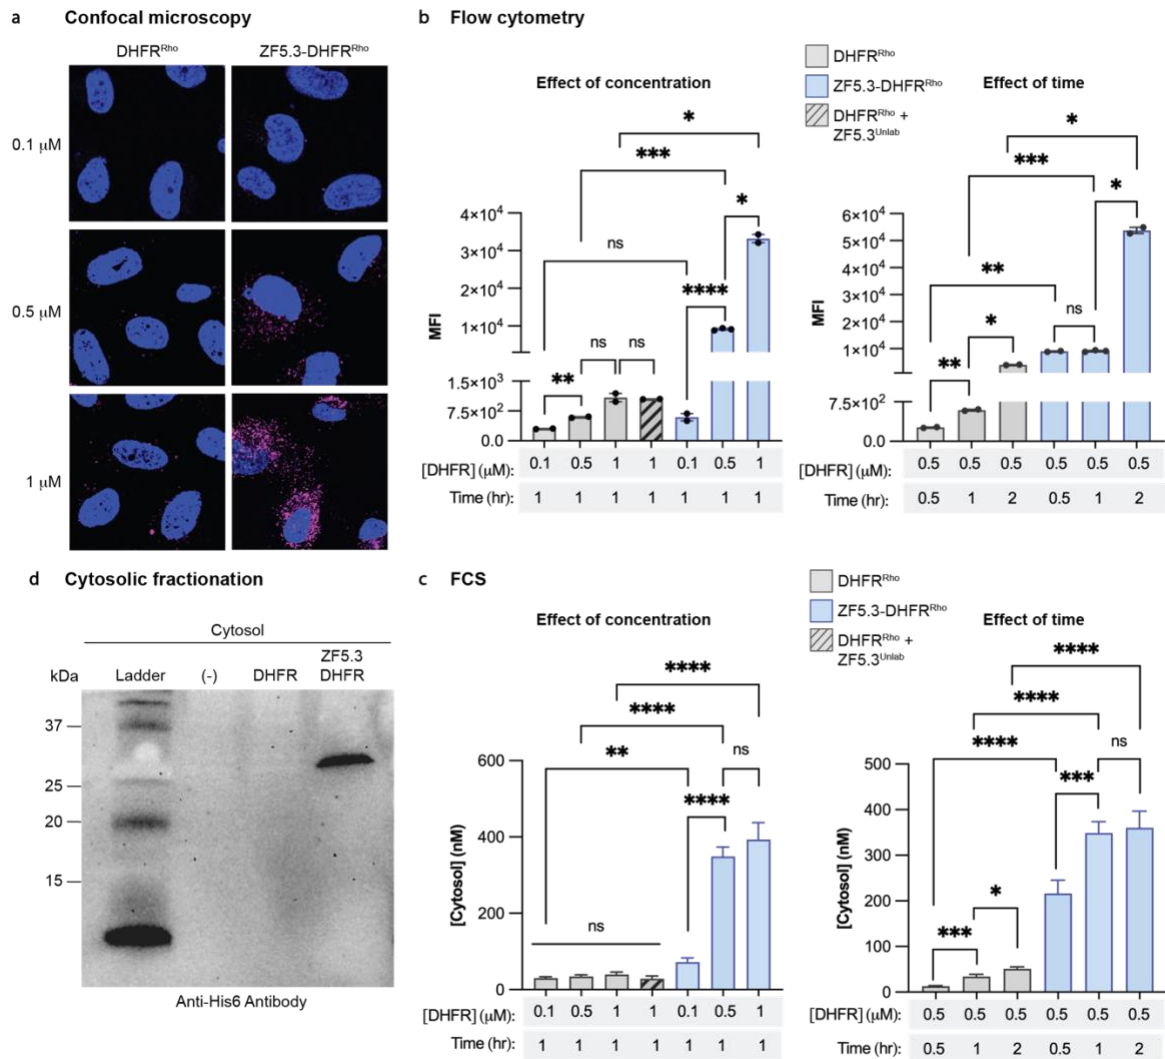 a Confocal microscopy
DHFRᴿʰᵒ ZF5.3-DHFRᴿʰᵒ
0.1 μM
0.5 μM
1 μM
b Flow cytometry
DHFRᴿʰᵒ
ZF5.3-DHFRᴿʰᵒ
DHFRᴿʰᵒ +
ZF5.3ᵁⁿˡᵃᵇ
Effect of concentration
*
***
*
ns
****
ns ns
**
MFI
4×10⁴
3×10⁴
2×10⁴
1×10⁴
1.5×10³
7.5×10²
0.0
[DHFR] (μM): 0.1 0.5 1 1 0.1 0.5 1
Time (hr): 1 1 1 1 1 1 1
Effect of time
*
***
*
**
ns
*
**
MFI
6×10⁴
5×10⁴
4×10⁴
3×10⁴
2×10⁴
1×10⁴
7.5×10²
0.0
[DHFR] (μM): 0.5 0.5 0.5 0.5 0.5 0.5
Time (hr): 0.5 1 2 0.5 1 2
d Cytosolic fractionation
Cytosol
kDa Ladder (-) DHFR ZF5.3
DHFR
37
25
20
15
Anti-His6 Antibody
c FCS
DHFRᴿʰᵒ
ZF5.3-DHFRᴿʰᵒ
DHFRᴿʰᵒ +
ZF5.3ᵁⁿˡᵃᵇ
Effect of concentration
****
****
**
ns
****
ns
[Cytosol] (nM)
600
400
200
0
[DHFR] (μM): 0.1 0.5 1 1 0.1 0.5 1
Time (hr): 1 1 1 1 1 1 1
Effect of time
****
****
****
ns
***
*
***
[Cytosol] (nM)
500
400
300
200
100
0
[DHFR] (μM): 0.5 0.5 0.5 0.5 0.5 0.5
Time (hr): 0.5 1 2 0.5 1 2